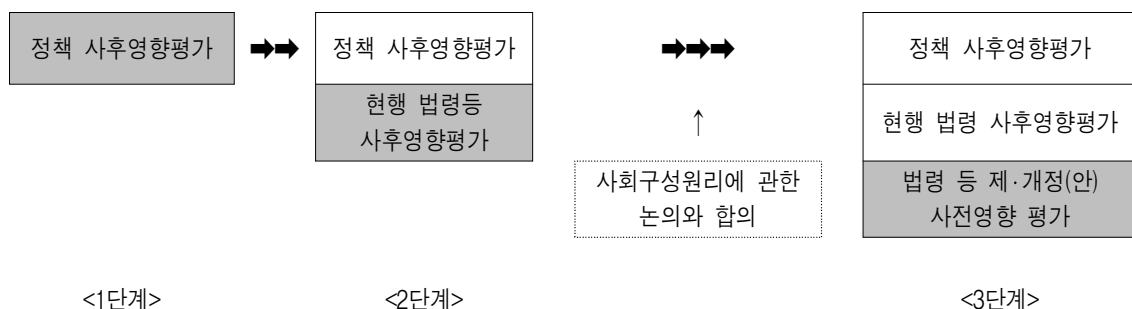 정책 사후영향평가
➡➡
정책 사후영향평가
현행 법령등
사후영향평가
➡➡➡
↑
사회구성원리에 관한
논의와 합의
정책 사후영향평가
현행 법령 사후영향평가
법령 등 제·개정(안)
사전영향 평가
<1단계>
<2단계>
<3단계>